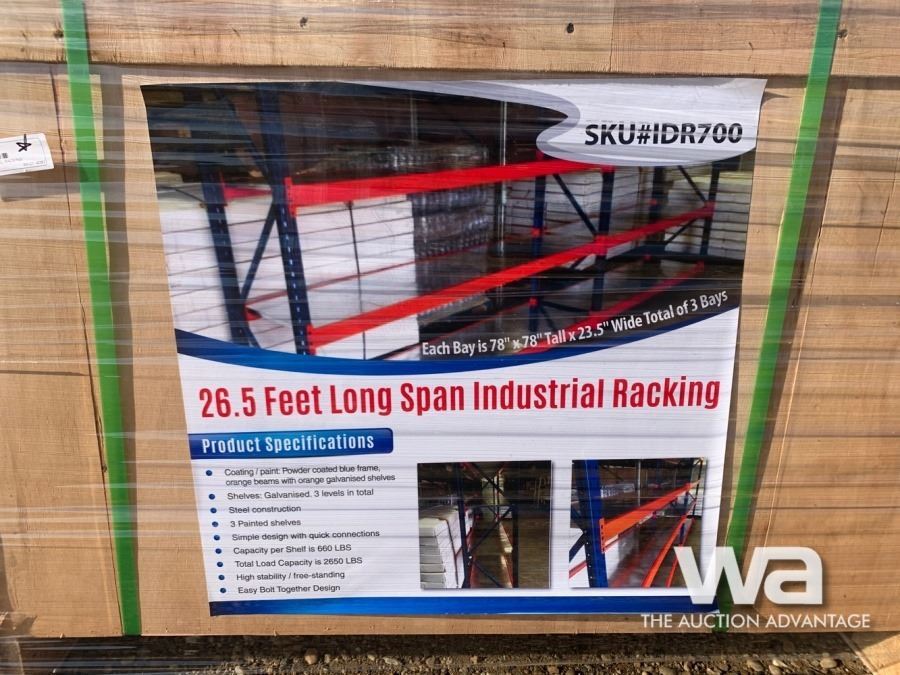 SKU#IDR700
Each Bay is 78" x 78" Tall x 23.5" Wide Total of 3 Bays
26.5 Feet Long Span Industrial Racking
Product Specifications
Coating / paint: Powder coated blue frame,
orange beams with orange galvanised shelves
Shelves: Galvanised. 3 levels in total
Steel construction
3 Painted shelves
Simple design with quick connections
Capacity per Shelf is 660 LBS
Total Load Capacity is 2650 LBS
High stability / free-standing
Easy Bolt Together Design
wa
THE AUCTION ADVANTAGE